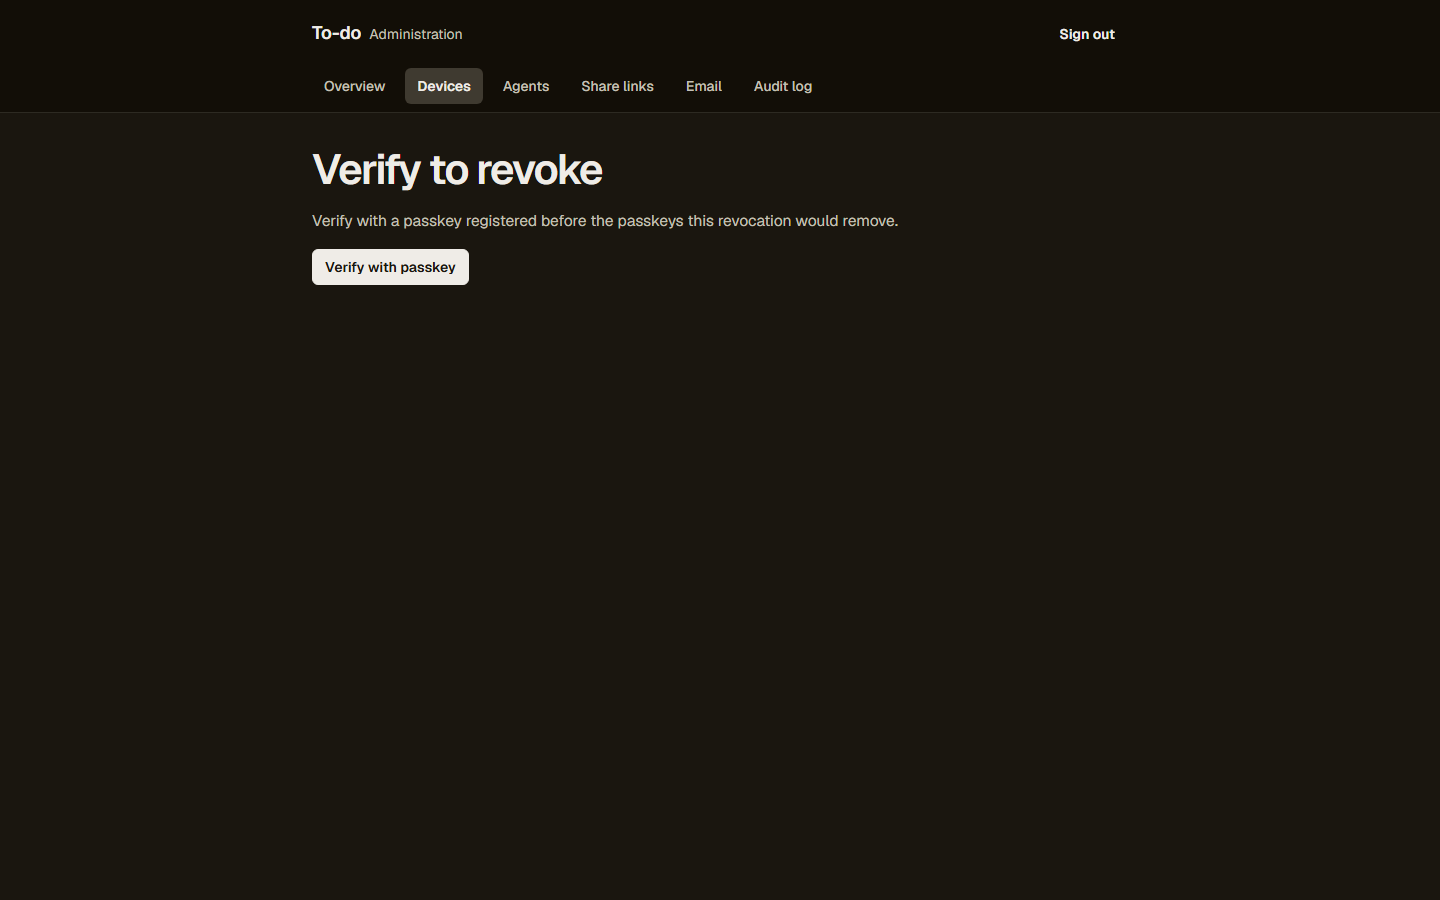 To-do Administration
Sign out
Overview
Devices
Agents
Share links
Email
Audit log
Verify to revoke
Verify with a passkey registered before the passkeys this revocation would remove.
Verify with passkey